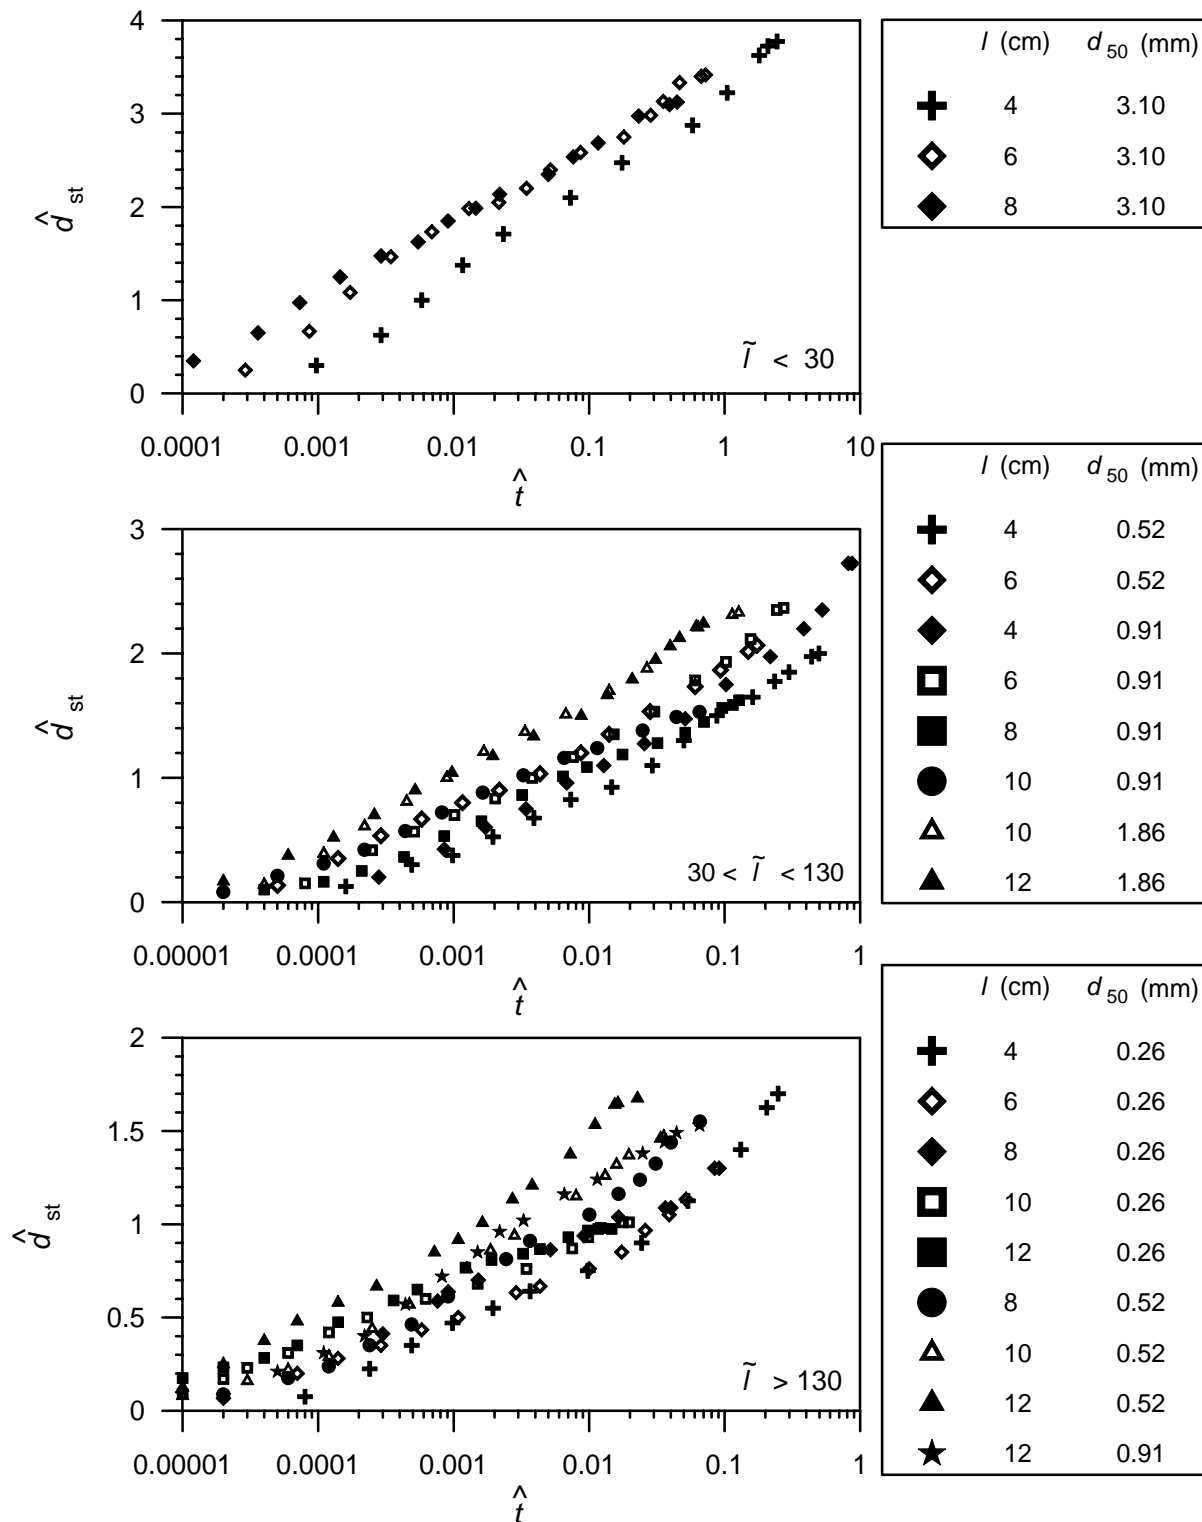 4
3
2
1
0
d̂ st
l̃ < 30
0.0001 0.001 0.01 0.1 1 10
t̂
l (cm) d 50 (mm)
4 3.10
6 3.10
8 3.10
3
2
1
0
d̂ st
30 < l̃ < 130
0.00001 0.0001 0.001 0.01 0.1 1
t̂
l (cm) d 50 (mm)
4 0.52
6 0.52
4 0.91
6 0.91
8 0.91
10 0.91
10 1.86
12 1.86
2
1.5
1
0.5
0
d̂ st
l̃ > 130
0.00001 0.0001 0.001 0.01 0.1 1
t̂
l (cm) d 50 (mm)
4 0.26
6 0.26
8 0.26
10 0.26
12 0.26
8 0.52
10 0.52
12 0.52
12 0.91